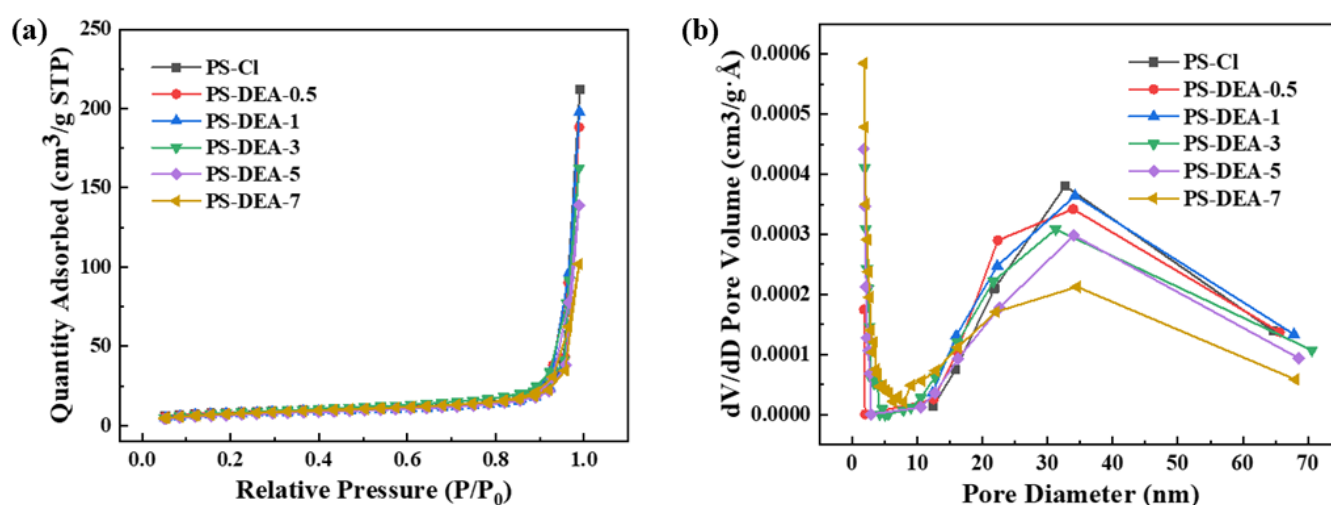 (a)
Quantity Adsorbed (cm³/g STP)
250
200
150
100
50
0
PS-Cl
PS-DEA-0.5
PS-DEA-1
PS-DEA-3
PS-DEA-5
PS-DEA-7
0.0 0.2 0.4 0.6 0.8 1.0
Relative Pressure (P/P₀)
(b)
dV/dD Pore Volume (cm3/g·Å)
0.0006
0.0005
0.0004
0.0003
0.0002
0.0001
0.0000
PS-Cl
PS-DEA-0.5
PS-DEA-1
PS-DEA-3
PS-DEA-5
PS-DEA-7
0 10 20 30 40 50 60 70
Pore Diameter (nm)